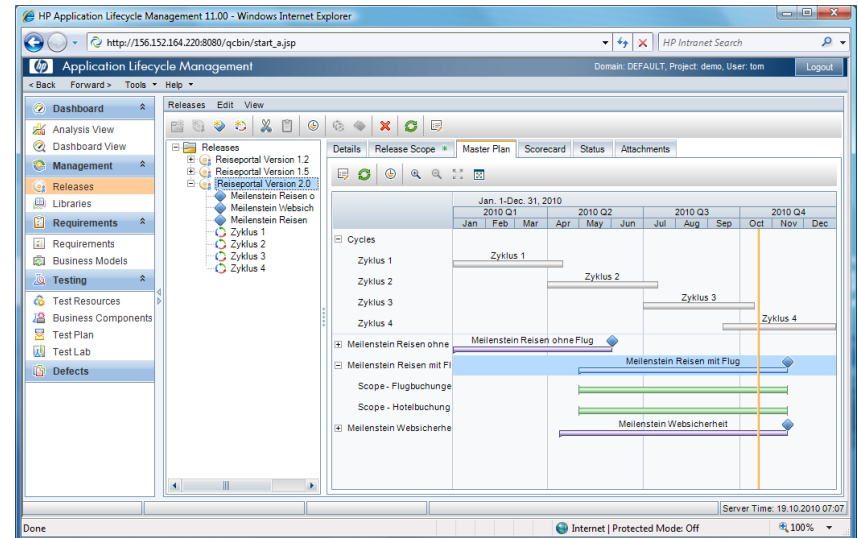 HP Application Lifecycle Management 11.00 - Windows Internet Explorer
http://156.152.164.220:8080/qcbin/start_a.jsp
HP Intranet Search
Application Lifecycle Management
Domain: DEFAULT, Project: demo, User: tom
Logout
< Back Forward > Tools Help
Dashboard
Analysis View
Dashboard View
Management
Releases
Libraries
Requirements
Requirements
Business Models
Testing
Test Resources
Business Components
Test Plan
Test Lab
Defects
Releases Edit View
Releases
Reiseportal Version 1.2
Reiseportal Version 1.5
Reiseportal Version 2.0
Meilenstein Reisen o
Meilenstein Websich
Meilenstein Reisen
Zyklus 1
Zyklus 2
Zyklus 3
Zyklus 4
Details Release Scope * Master Plan Scorecard Status Attachments
Jan. 1-Dec. 31, 2010
2010 Q1 2010 Q2 2010 Q3 2010 Q4
Jan Feb Mar Apr May Jun Jul Aug Sep Oct Nov Dec
Cycles
Zyklus 1 Zyklus 1
Zyklus 2 Zyklus 2
Zyklus 3 Zyklus 3
Zyklus 4 Zyklus 4
Meilenstein Reisen ohne Meilenstein Reisen ohne Flug
Meilenstein Reisen mit Fl Meilenstein Reisen mit Flug
Scope - Flugbuchunge
Scope - Hotelbuchung
Meilenstein Websicherhe Meilenstein Websicherheit
Server Time: 19.10.2010 07:07
Done
Internet | Protected Mode: Off
100%